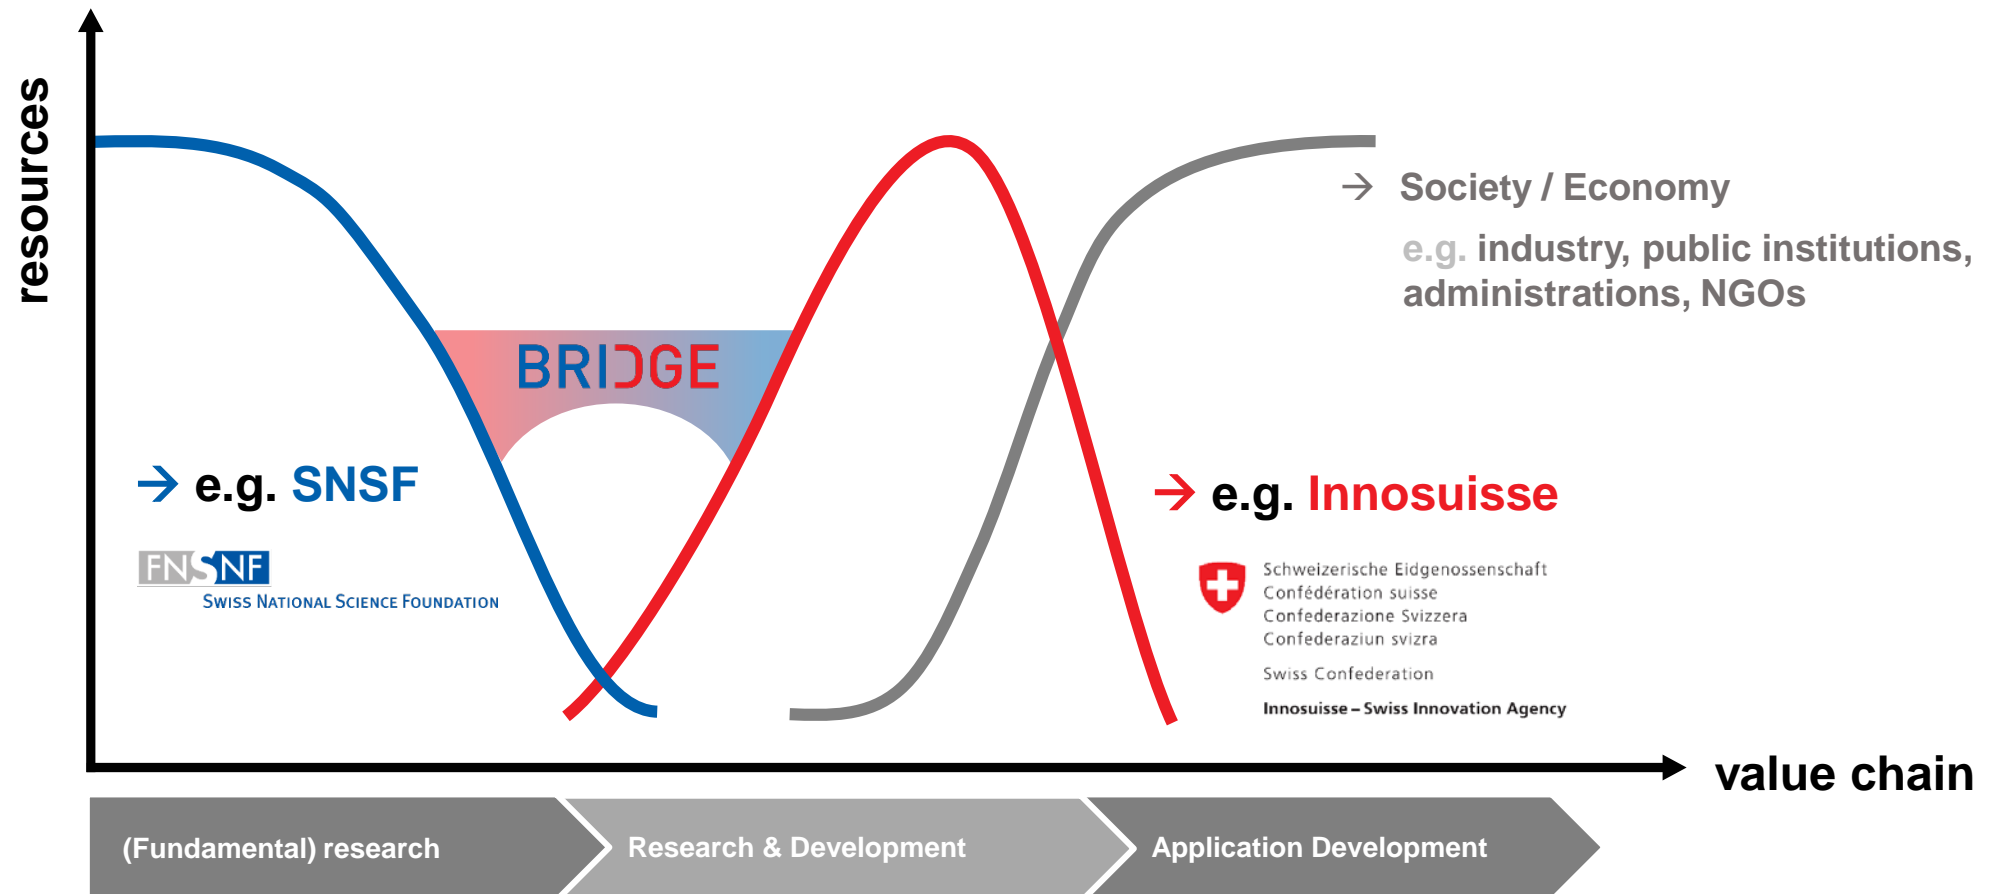 resources
→ Society / Economy
e.g. industry, public institutions,
administrations, NGOs
BRIDGE
→ e.g. SNSF
FNSNF
SWISS NATIONAL SCIENCE FOUNDATION
→ e.g. Innosuisse
Schweizerische Eidgenossenschaft
Confédération suisse
Confederazione Svizzera
Confederaziun svizra
Swiss Confederation
Innosuisse – Swiss Innovation Agency
value chain
(Fundamental) research
Research & Development
Application Development